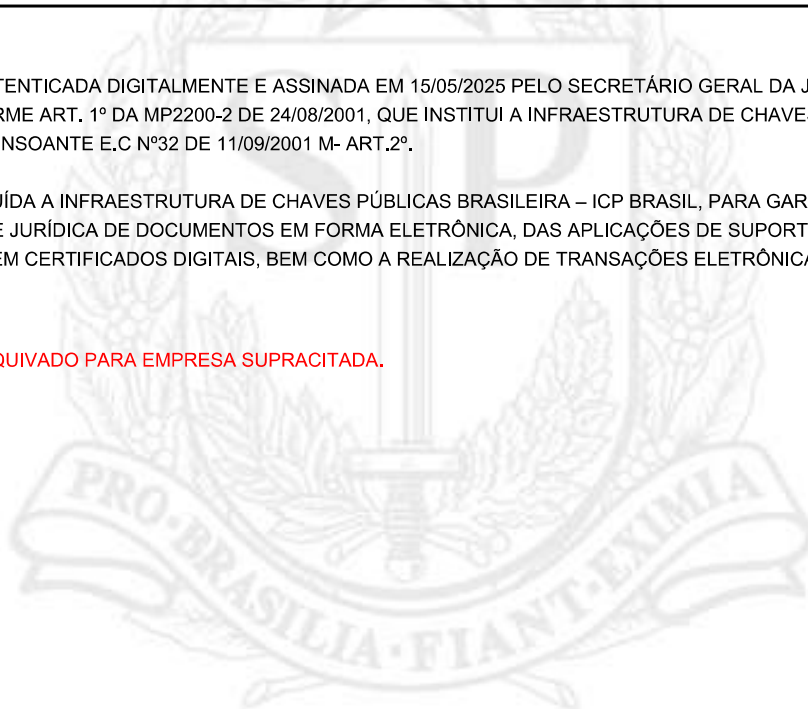 TENTICADA DIGITALMENTE E ASSINADA EM 15/05/2025 PELO SECRETÁRIO GERAL DA J
RME ART. 1º DA MP2200-2 DE 24/08/2001, QUE INSTITUI A INFRAESTRUTURA DE CHAVE
NSOANTE E.C Nº32 DE 11/09/2001 M- ART.2º.
UÍDA A INFRAESTRUTURA DE CHAVES PÚBLICAS BRASILEIRA – ICP BRASIL, PARA GAR
E JURÍDICA DE DOCUMENTOS EM FORMA ELETRÔNICA, DAS APLICAÇÕES DE SUPORT
EM CERTIFICADOS DIGITAIS, BEM COMO A REALIZAÇÃO DE TRANSAÇÕES ELETRÔNICA
QUIVADO PARA EMPRESA SUPRACITADA.
SP
PRO·BRASILIA·FIANT·EXIMIA